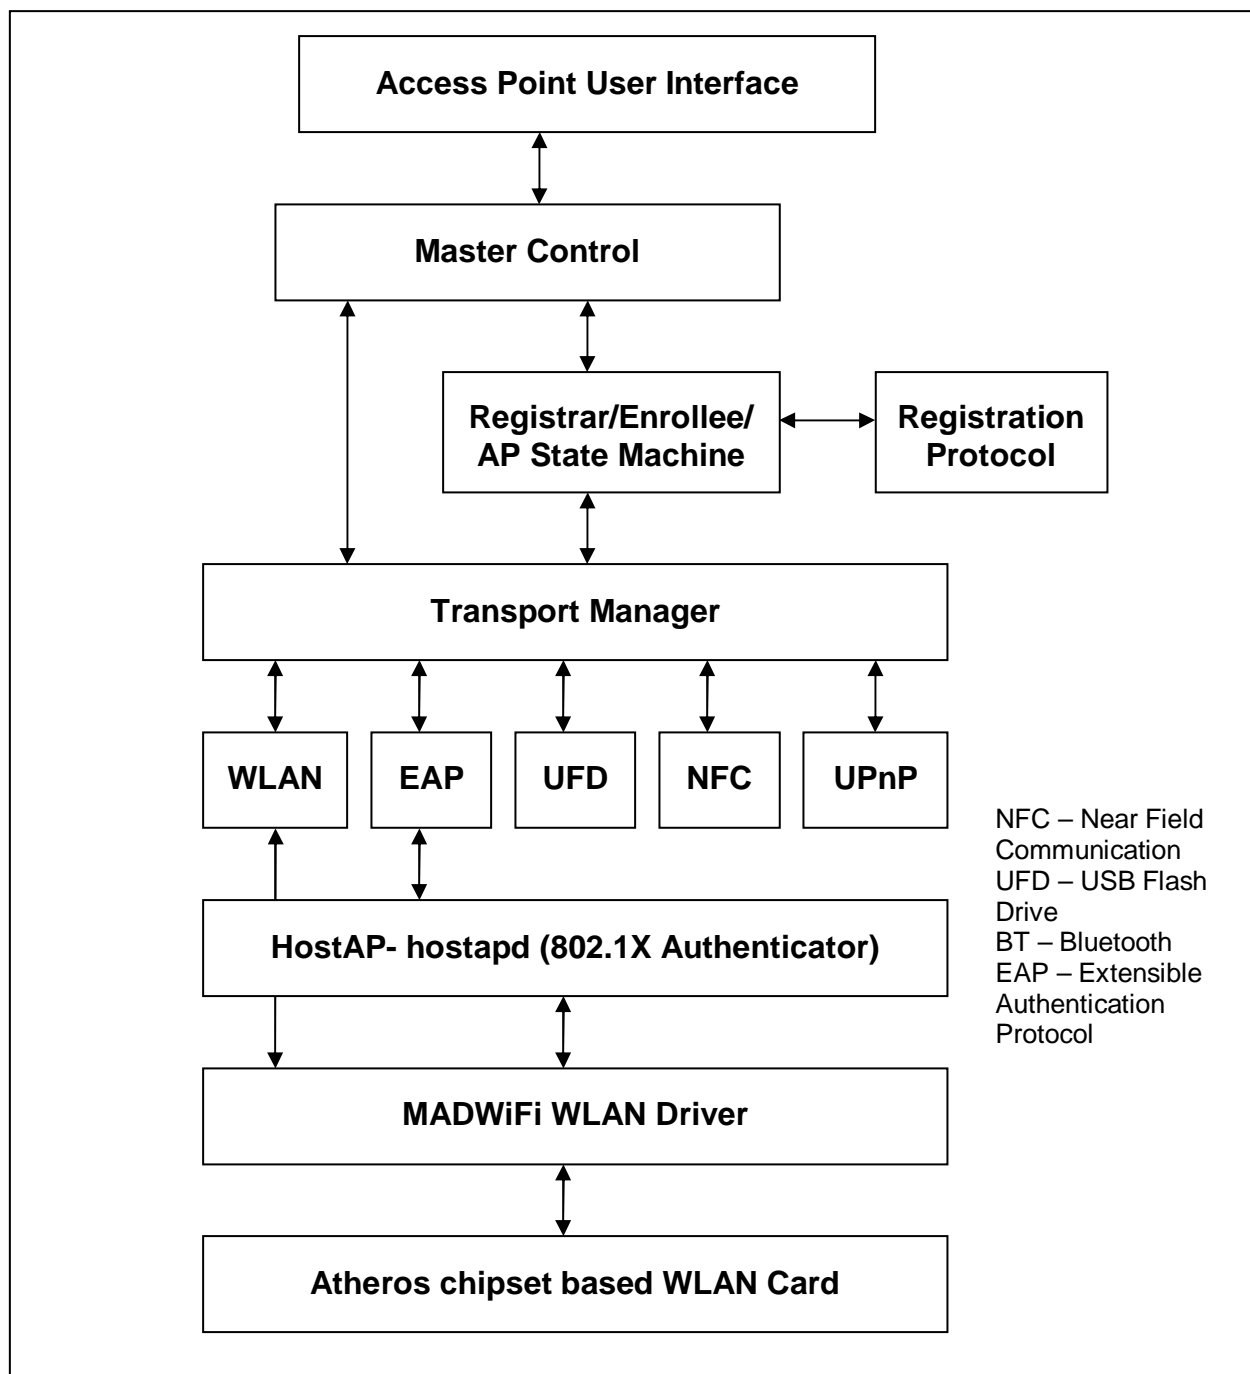 Access Point User Interface
Master Control
Registrar/Enrollee/
AP State Machine
Registration
Protocol
Transport Manager
WLAN
EAP
UFD
NFC
UPnP
NFC – Near Field
Communication
UFD – USB Flash
Drive
BT – Bluetooth
EAP – Extensible
Authentication
Protocol
HostAP- hostapd (802.1X Authenticator)
MADWiFi WLAN Driver
Atheros chipset based WLAN Card